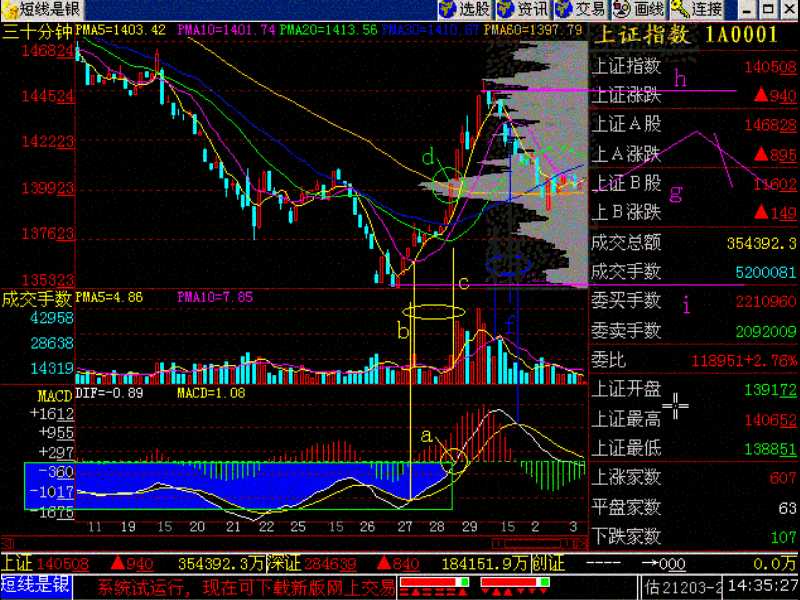 短线是银 选股 资讯 交易 画线 连接
三十分钟 PMA5=1403.42 PMA10=1401.74 PMA20=1413.56 PMA30=1410.87 PMA60=1397.79 上证指数 1A0001
146824
144524
142223
139923
137623
135323
上证指数 140508
上证涨跌 ▲940
上证A股 146828
上A涨跌 ▲895
上证B股 11602
上B涨跌 ▲149
成交总额 354392.3
成交手数 5200081
委买手数 2210960
委卖手数 2092009
委比 118951+2.76%
上证开盘 139172
上证最高 140652
上证最低 138851
上涨家数 607
平盘家数 63
下跌家数 107
h
d
g
c
i
b
f
a
成交手数 PMA5=4.86 PMA10=7.85
42958
28638
14319
MACD DIF=-0.89 MACD=1.08
+1612
+955
+297
-360
-1017
-1675
11 19 15 20 21 22 25 15 26 27 28 29 15 2 3
上证 140508 ▲940 354392.3万 深证 284639 ▲840 184151.9万 创证 ---- →000 0.0万
短线是银 系统试运行，现在可下载新版网上交易 估21203-2 14:35:27